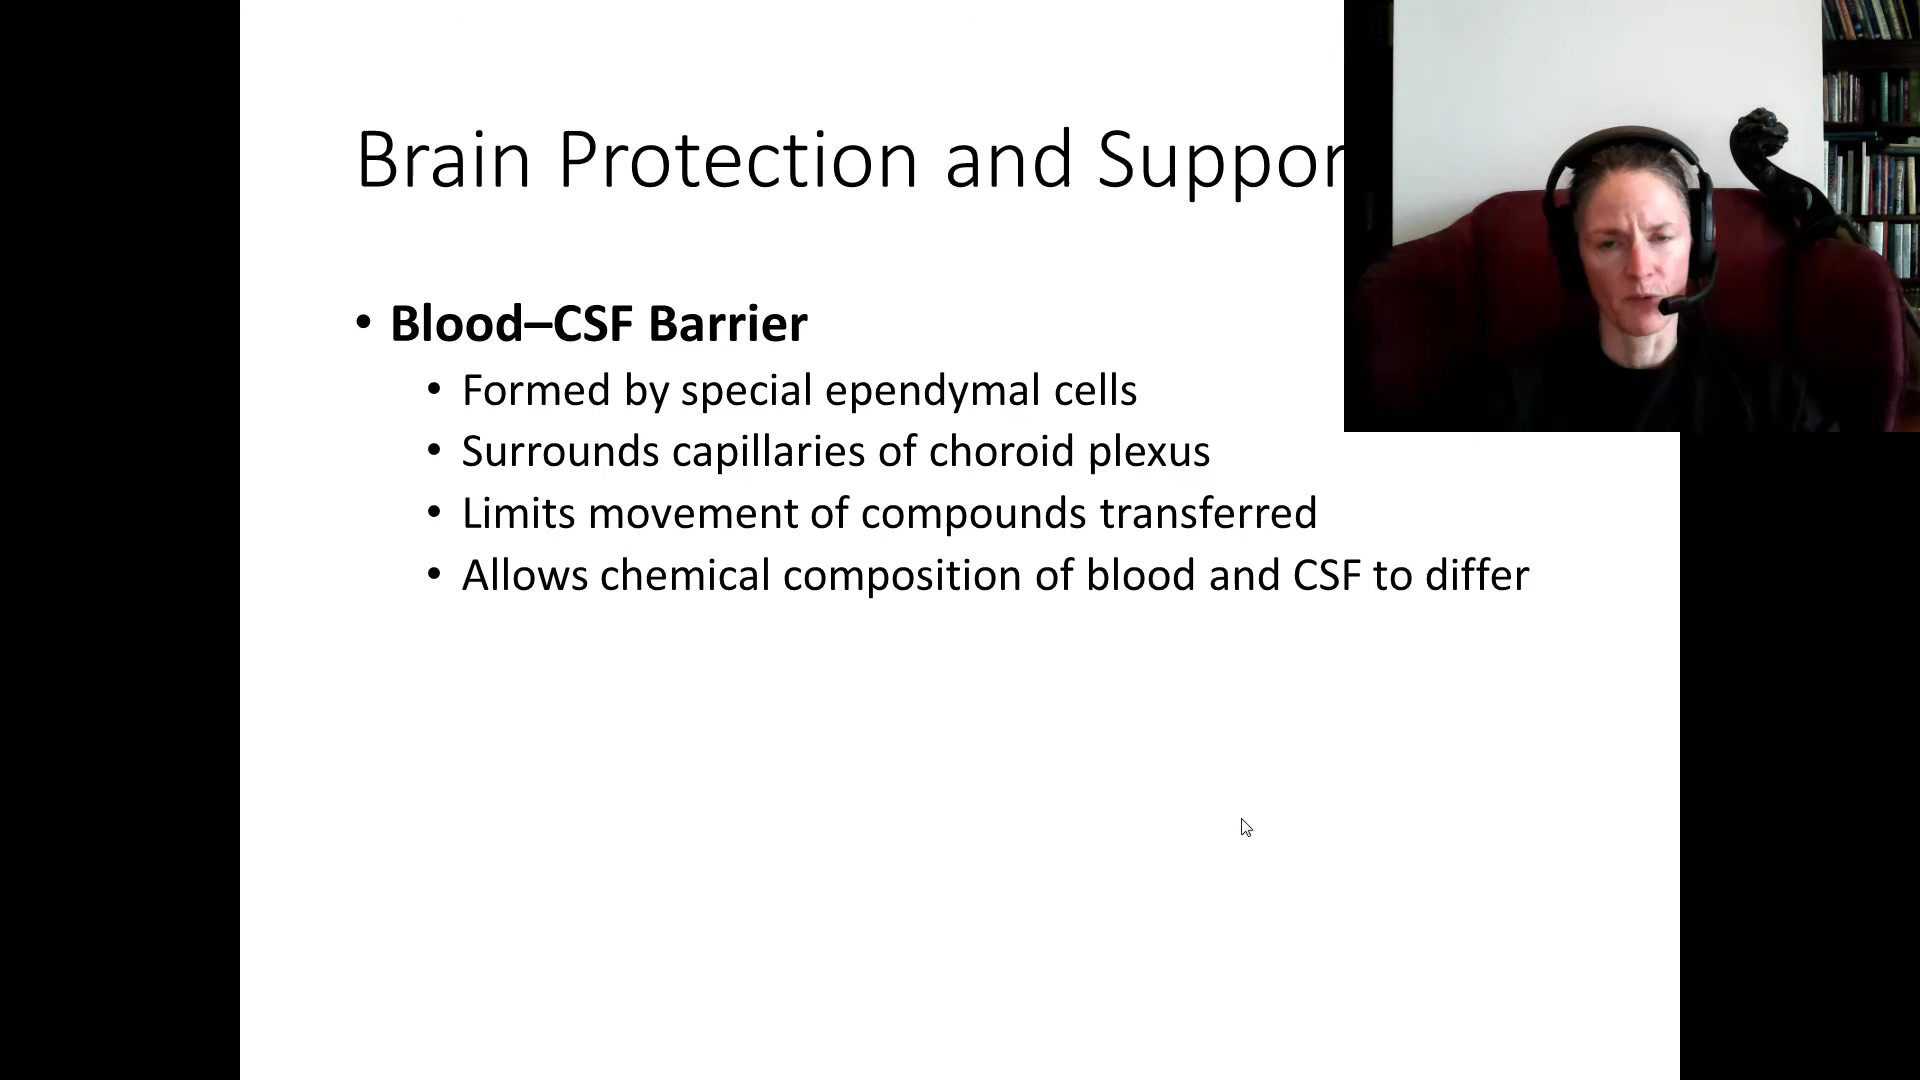 Brain Protection and Suppor
• Blood–CSF Barrier
• Formed by special ependymal cells
• Surrounds capillaries of choroid plexus
• Limits movement of compounds transferred
• Allows chemical composition of blood and CSF to differ